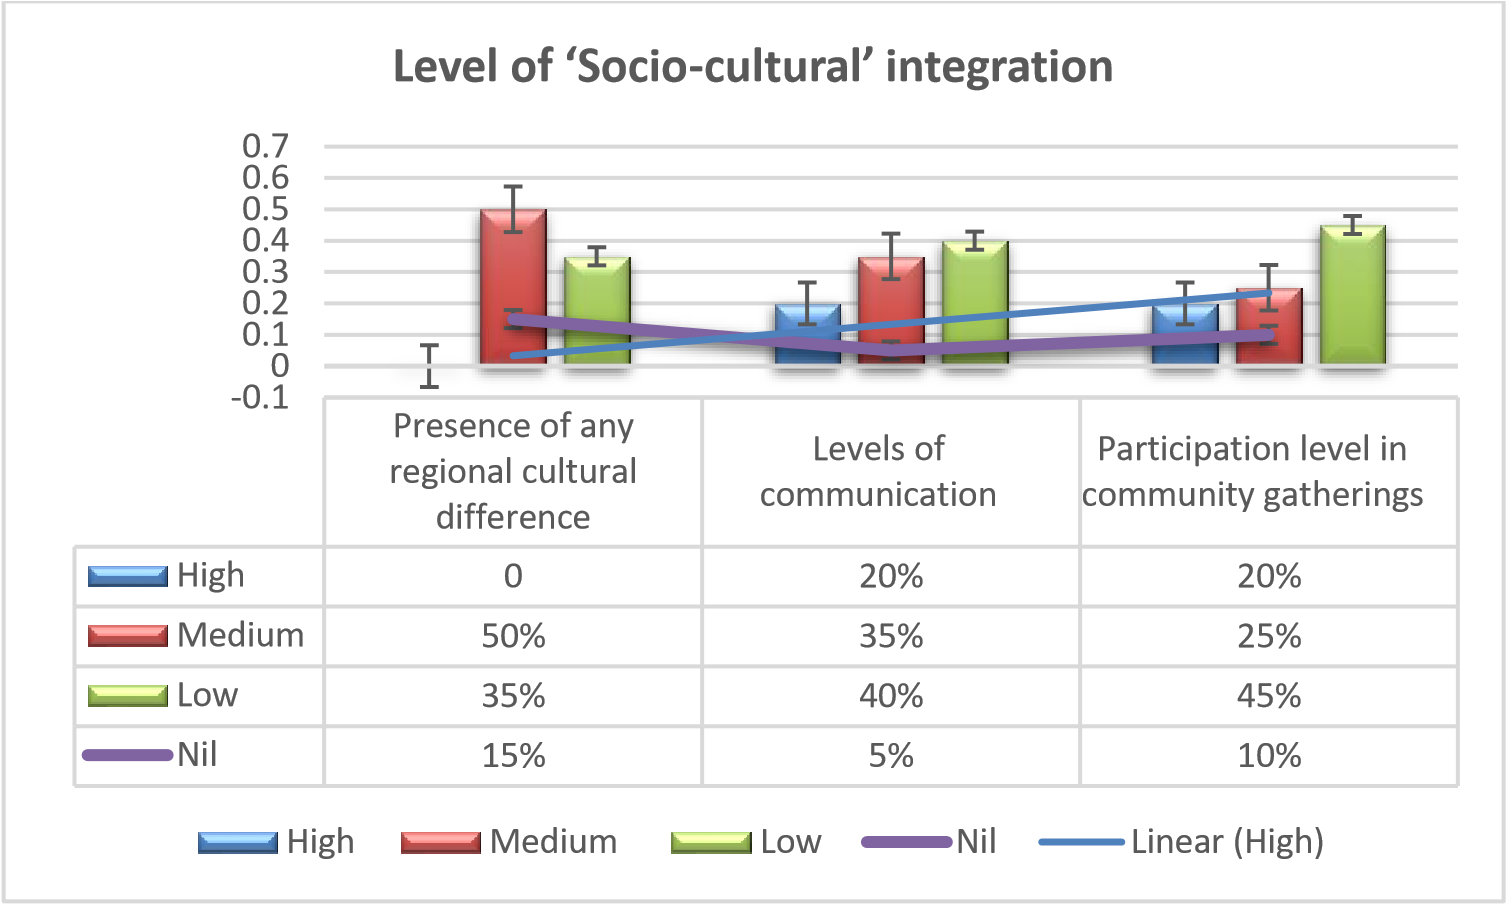 Level of ‘Socio-cultural’ integration
0.7
0.6
0.5
0.4
0.3
0.2
0.1
0
-0.1
Presence of any
regional cultural
difference
Levels of
communication
Participation level in
community gatherings
High 0 20% 20%
Medium 50% 35% 25%
Low 35% 40% 45%
Nil 15% 5% 10%
High Medium Low Nil Linear (High)